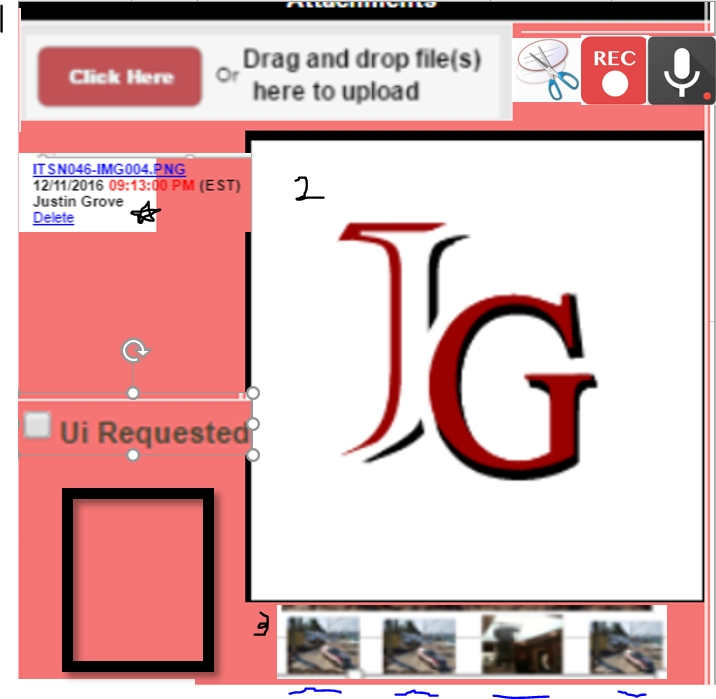 Attachments
Click Here
Or
Drag and drop file(s)
here to upload
REC
ITSN046-IMG004.PNG
12/11/2016 09:13:00 PM (EST)
Justin Grove
Delete
2
JG
Ui Requested
3